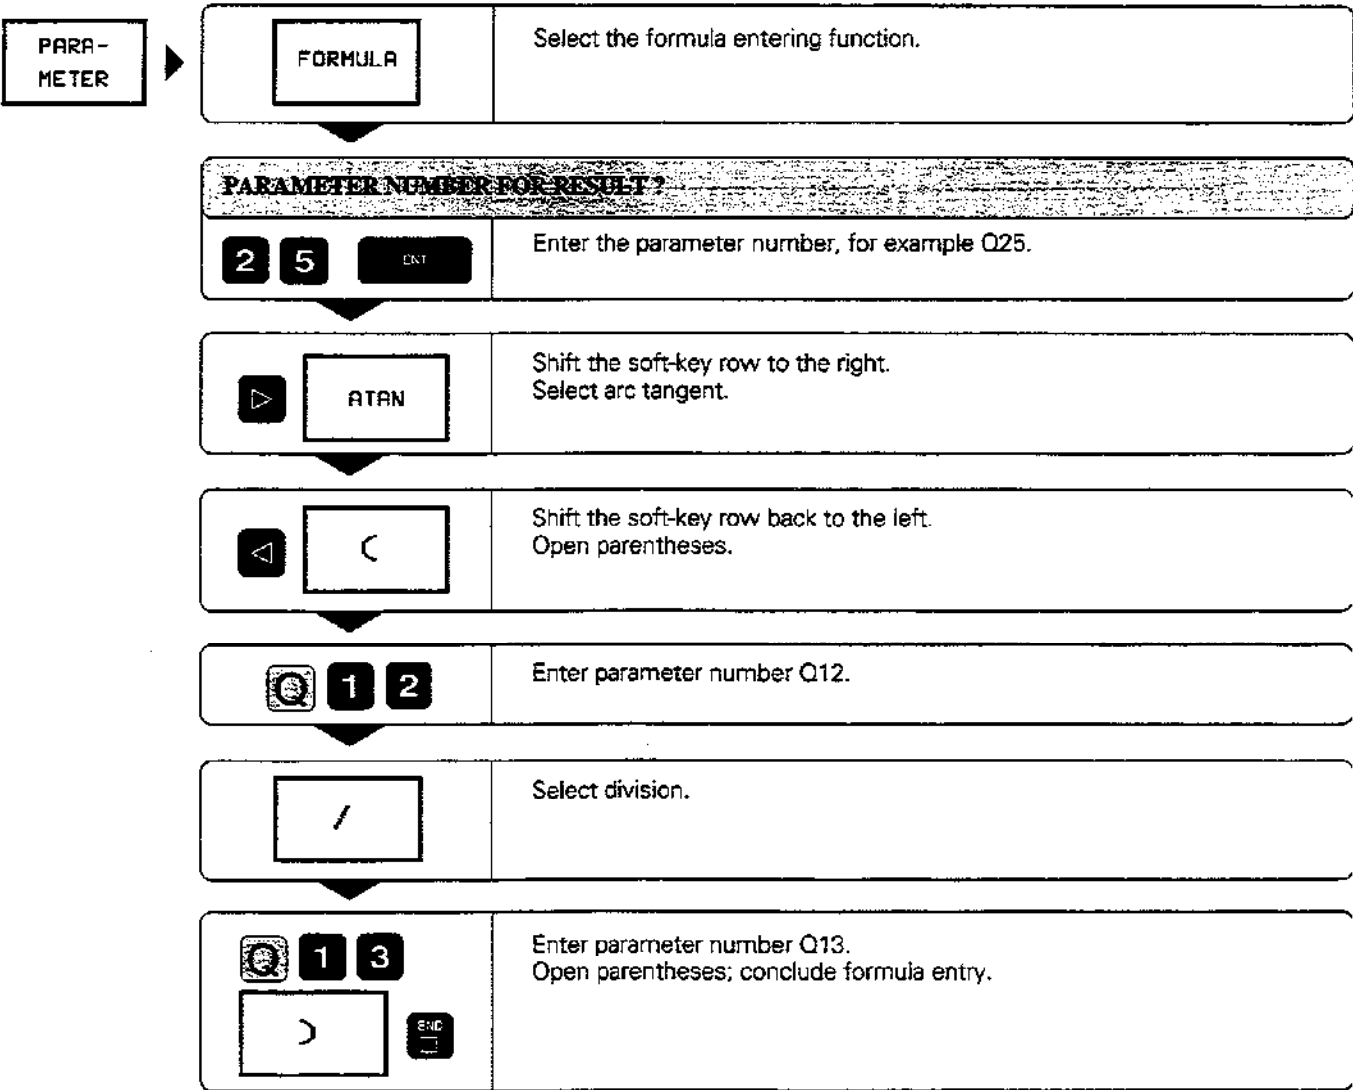 PARA-
METER
FORMULA
Select the formula entering function.
PARAMETER NUMBER FOR RESULT ?
2 5 ENT
Enter the parameter number, for example Q25.
ATAN
Shift the soft-key row to the right.
Select arc tangent.
(
Shift the soft-key row back to the left.
Open parentheses.
Q 1 2
Enter parameter number Q12.
/
Select division.
Q 1 3
Enter parameter number Q13.
Open parentheses; conclude formula entry.
)
END